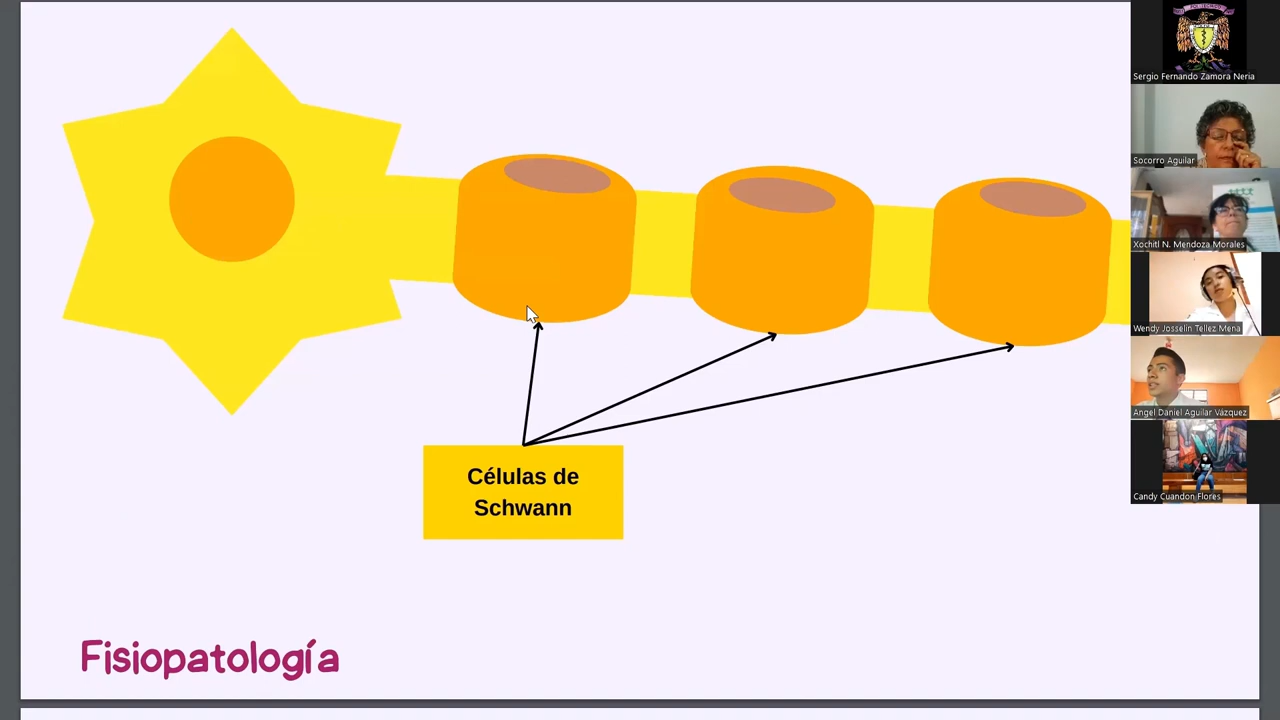 Células de
Schwann
Fisiopatología
POLITECNICO
Sergio Fernando Zamora Neria
Socorro Aguilar
Xochitl N. Mendoza Morales
Wendy Josselin Tellez Mena
Angel Daniel Aguilar Vázquez
Candy Cuandon Flores